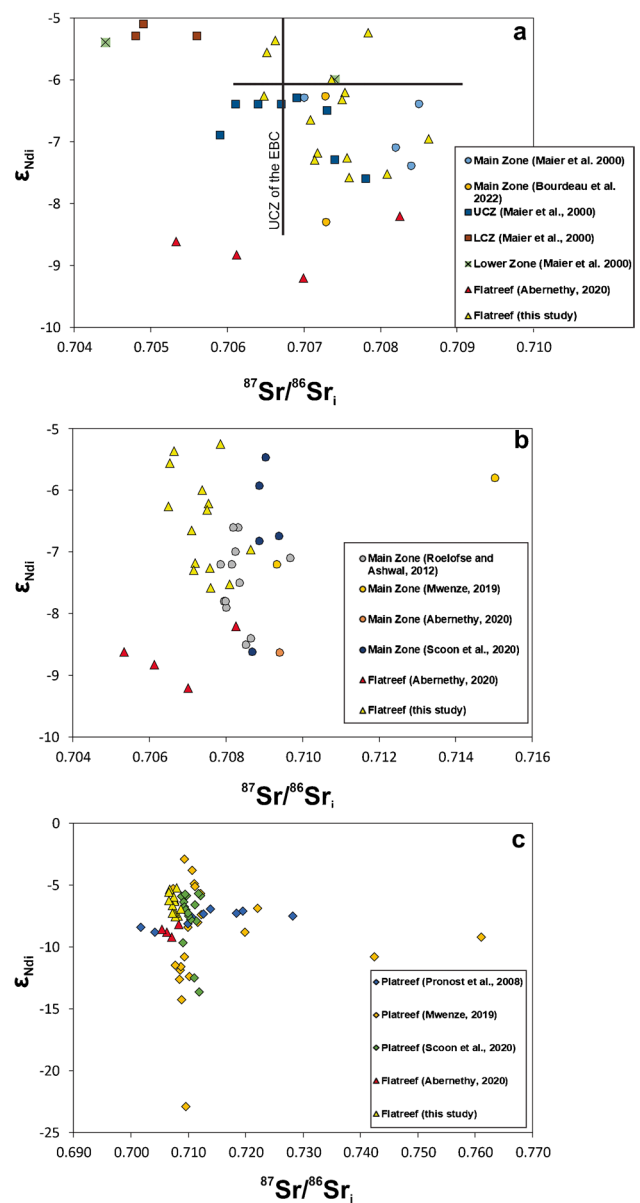 a
-5
-6
-7
-8
-9
-10
εNdi
UCZ of the EBC
Main Zone (Maier et al. 2000)
Main Zone (Bourdeau et al.
2022)
UCZ (Maier et al., 2000)
LCZ (Maier et al., 2000)
Lower Zone (Maier et al. 2000)
Flatreef (Abernethy, 2020)
Flatreef (this study)
0.704 0.705 0.706 0.707 0.708 0.709 0.710
⁸⁷Sr/⁸⁶Srᵢ
b
-5
-6
-7
-8
-9
-10
εNdi
Main Zone (Roelofse and
Ashwal, 2012)
Main Zone (Mwenze, 2019)
Main Zone (Abernethy, 2020)
Main Zone (Scoon et al., 2020)
Flatreef (Abernethy, 2020)
Flatreef (this study)
0.704 0.706 0.708 0.710 0.712 0.714 0.716
⁸⁷Sr/⁸⁶Srᵢ
c
0
-5
-10
-15
-20
-25
εNdi
Platreef (Pronost et al., 2008)
Platreef (Mwenze, 2019)
Platreef (Scoon et al., 2020)
Flatreef (Abernethy, 2020)
Flatreef (this study)
0.690 0.700 0.710 0.720 0.730 0.740 0.750 0.760 0.770
⁸⁷Sr/⁸⁶Srᵢ